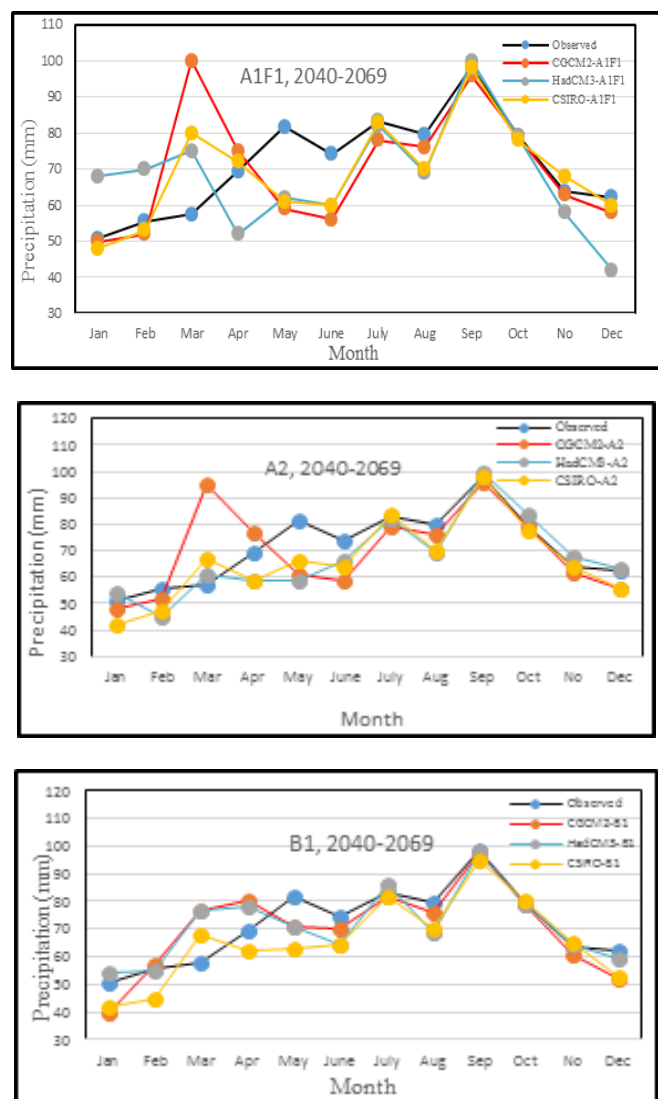 110
100
90
80
70
60
50
40
30
Precipitation (mm)
A1F1, 2040-2069
Observed
CGCM2-A1F1
HadCM3-A1F1
CSIRO-A1F1
Jan Feb Mar Apr May June July Aug Sep Oct No Dec
Month
120
110
100
90
80
70
60
50
40
30
Precipitation (mm)
A2, 2040-2069
Observed
CGCM2-A2
HadCM3-A2
CSIRO-A2
Jan Feb Mar Apr May June July Aug Sep Oct No Dec
Month
120
110
100
90
80
70
60
50
40
30
Precipitation (mm)
B1, 2040-2069
Observed
CGCM2-B1
HadCM3-B1
CSIRO-B1
Jan Feb Mar Apr May June July Aug Sep Oct No Dec
Month